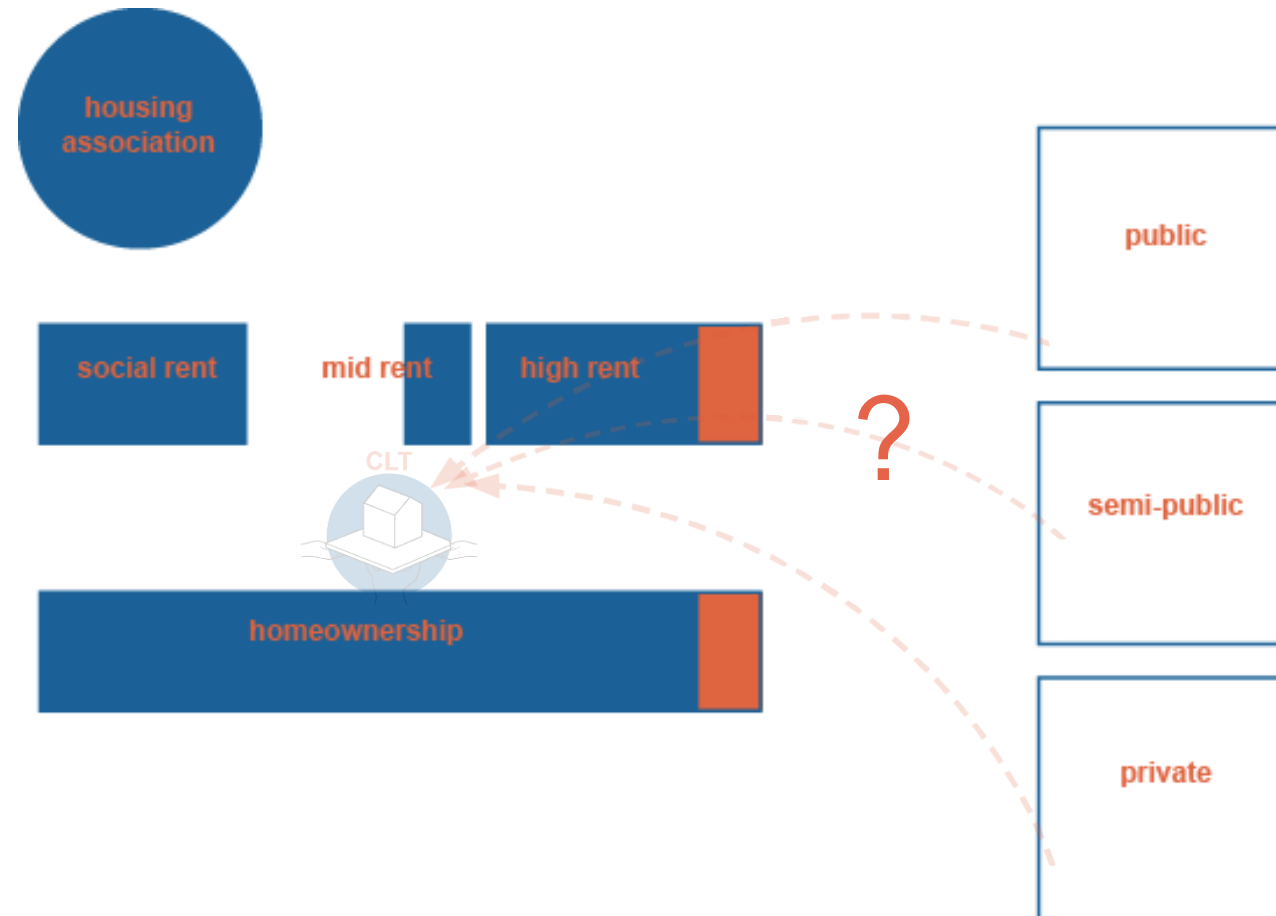 housing
association
public
social rent
mid rent
high rent
?
CLT
semi-public
homeownership
private